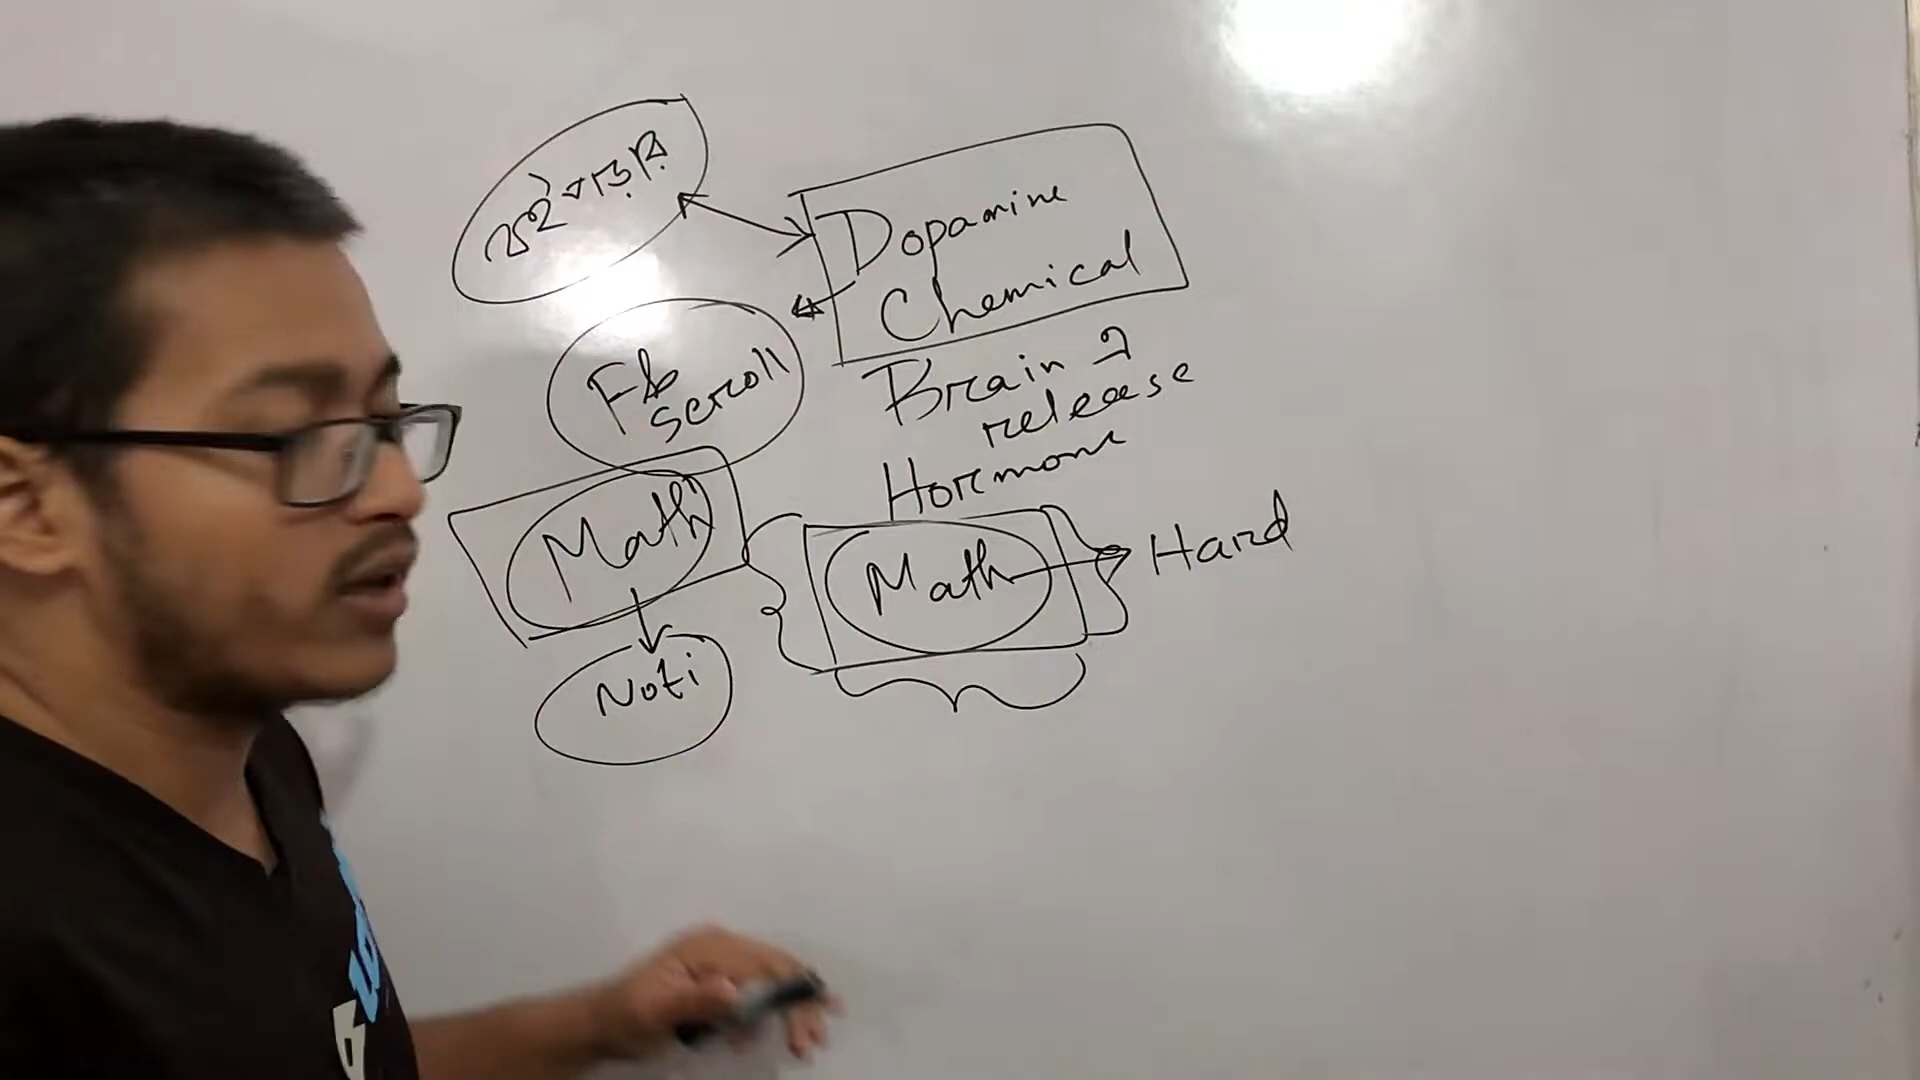 Dopamine
Chemical
Brain এ
release
Hormone
Fb
scroll
Math
Noti
Math
Hard